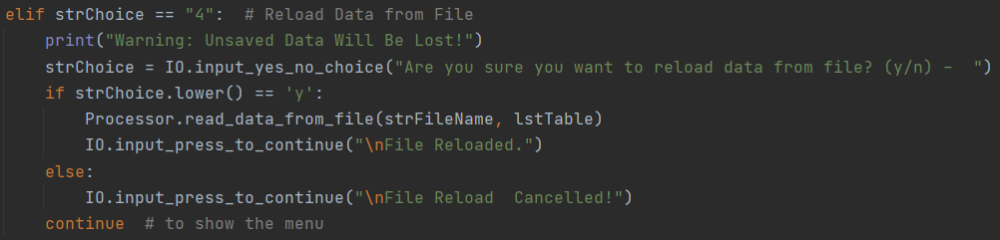 elif strChoice == "4":  # Reload Data from File
    print("Warning: Unsaved Data Will Be Lost!")
    strChoice = IO.input_yes_no_choice("Are you sure you want to reload data from file? (y/n) -  ")
    if strChoice.lower() == 'y':
        Processor.read_data_from_file(strFileName, lstTable)
        IO.input_press_to_continue("\nFile Reloaded.")
    else:
        IO.input_press_to_continue("\nFile Reload  Cancelled!")
    continue  # to show the menu